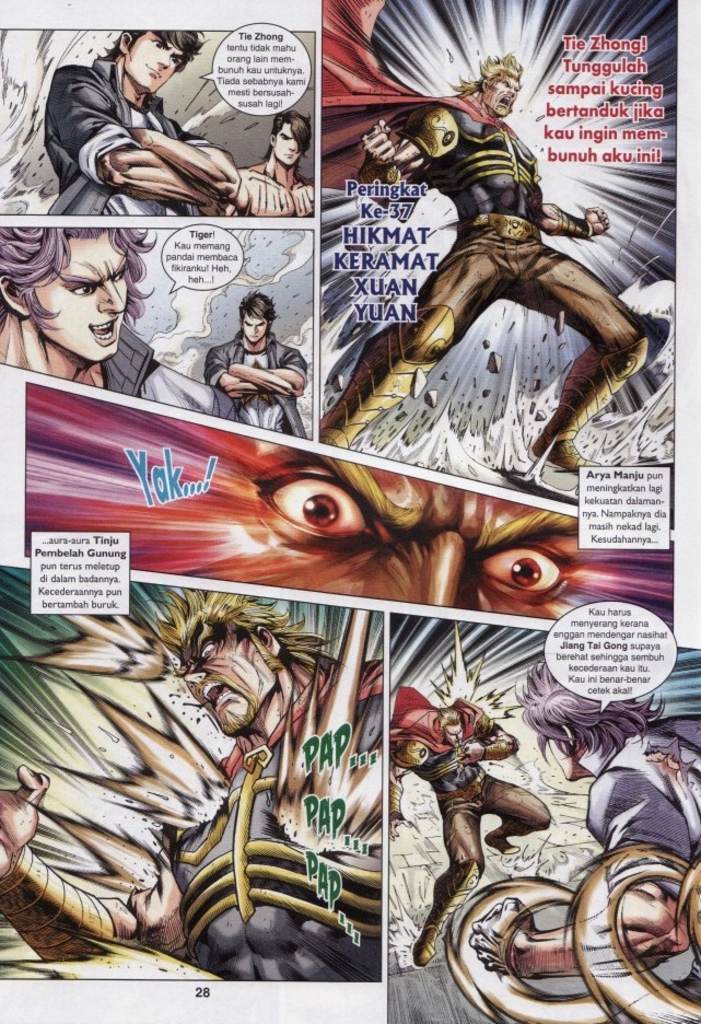 Tie Zhong
tentu tidak mahu
orang lain mem-
bunuh kau untuknya.
Tiada sebabnya kami
mesti bersusah-
susah lagi!
Tie Zhong!
Tunggulah
sampai kucing
bertanduk jika
kau ingin mem-
bunuh aku ini!
Peringkat
Ke-37
HIKMAT
KERAMAT
XUAN
YUAN
Tiger!
Kau memang
pandai membaca
fikiranku! Heh,
heh...!
Yak....!
Arya Manju pun
meningkatkan lagi
kekuatan dalaman-
nya. Nampaknya dia
masih nekad lagi.
Kesudahannya...
...aura-aura Tinju
Pembelah Gunung
pun terus meletup
di dalam badannya.
Kecederaannya pun
bertambah buruk.
PAP...
PAP...
PAP...
Kau harus
menyerang kerana
enggan mendengar nasihat
Jiang Tai Gong supaya
berehat sehingga sembuh
kecederaan kau itu.
Kau ini benar-benar
cetek akal!
28